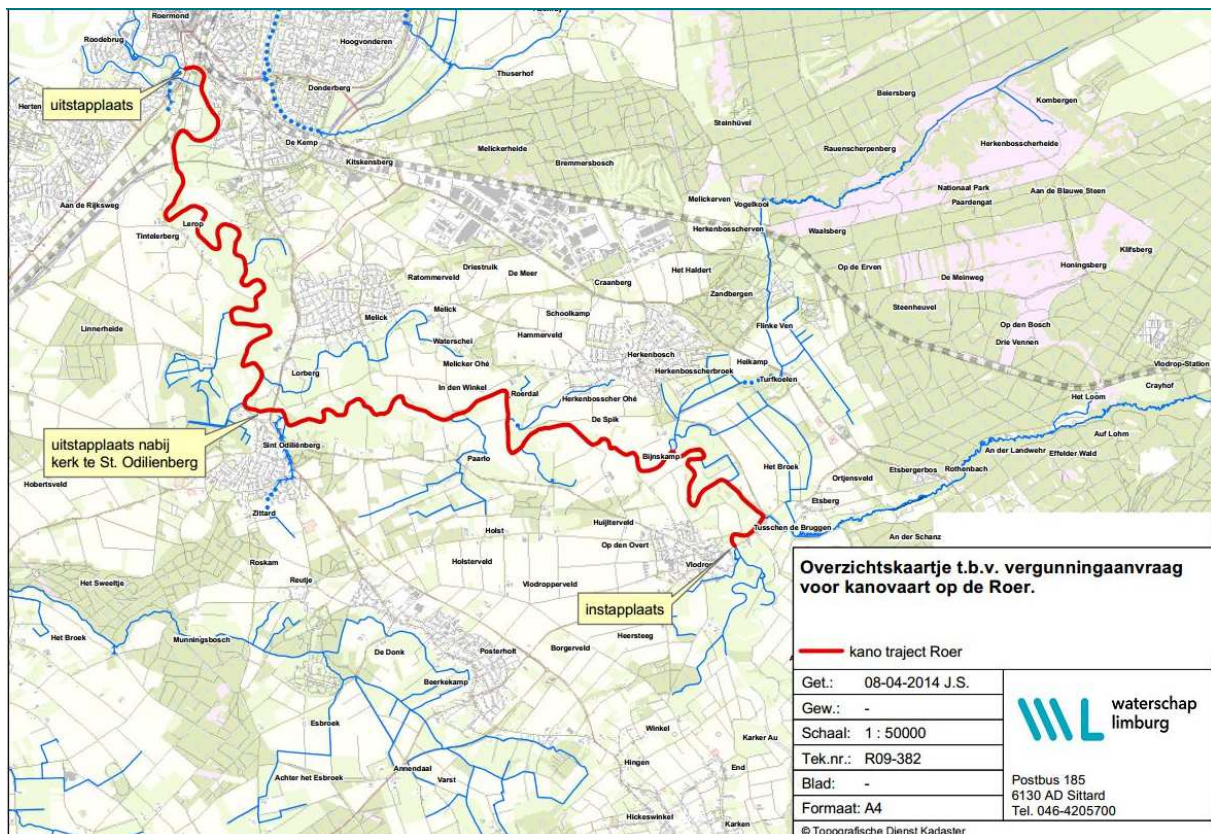 Roermond
Roodebrug
Hoogvonderen
Thuserhof
uitstapplaats
Donderberg
Herten
De Kemp
Kitskensberg
Melickerheide
Bremmersbosch
Steinhüvel
Beiersberg
Kombergen
Rauenscherpenberg
Herkenbosscherheide
Nationaal Park
Aan de Blauwe Steen
Paardengat
Melickerven
Vogelkooi
Aan de Rijksweg
Lerop
Tintelerberg
Herkenbosscherven
Waalsberg
Klifsberg
Op de Erven
Honingsberg
De Meinweg
Driestruik
De Meer
Het Haldert
Ratommerveld
Craanberg
Zandbergen
Steenheuvel
Linnerheide
Melick
Melick
Schoolkamp
Flinke Ven
Op den Bosch
Drie Vennen
Waterschei
Hammerveld
Herkenbosch
Vlodrop-Station
Melicker Ohé
Heikamp
Lorberg
Herkenbosscherbroek
Turfkoelen
Crayhof
In den Winkel
Roerdal
Herkenbosscher Ohé
Het Loom
De Spik
uitstapplaats nabij
kerk te St. Odilienberg
Sint Odiliënberg
Auf Lohm
An der Landwehr
Effelder Wald
Paarlo
Bijnskamp
Het Broek
Etsbergerbos
Rothenbach
Hobertsveld
Ortjensveld
Zittard
Etsberg
Huijlterveld
Tusschen de Bruggen
Holst
Op den Overt
An der Schanz
Roskam
Holsterveld
Vlodrop
Het Sweeltje
Reutje
Vlodropperveld
instapplaats
Het Broek
Munningsbosch
Heersteeg
De Donk
Posterholt
Borgerveld
Beerkekamp
Esbroek
Winkel
Karker Au
Hingen
End
Achter het Esbroek
Annendaal
Varst
Hickeswinkel
Karken
Overzichtskaartje t.b.v. vergunningaanvraag
voor kanovaart op de Roer.
kano traject Roer
Get.: 08-04-2014 J.S.
Gew.: -
Schaal: 1 : 50000
Tek.nr.: R09-382
Blad: -
Formaat: A4
WL waterschap
limburg
Postbus 185
6130 AD Sittard
Tel. 046-4205700
© Topografische Dienst Kadaster